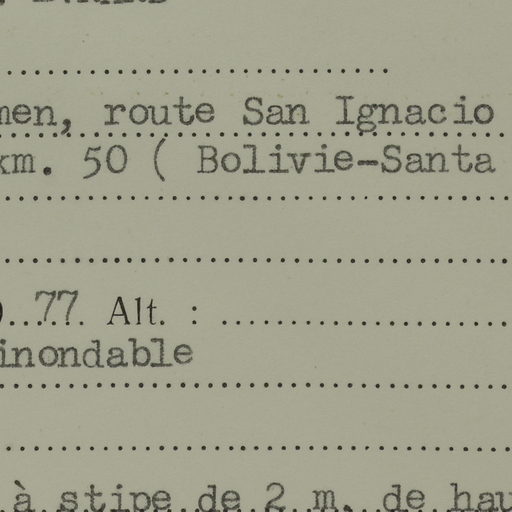 men, route San Ignacio
km. 50 ( Bolivie-Santa
77. Alt. :
inondable
à stipe de 2 m. de hau